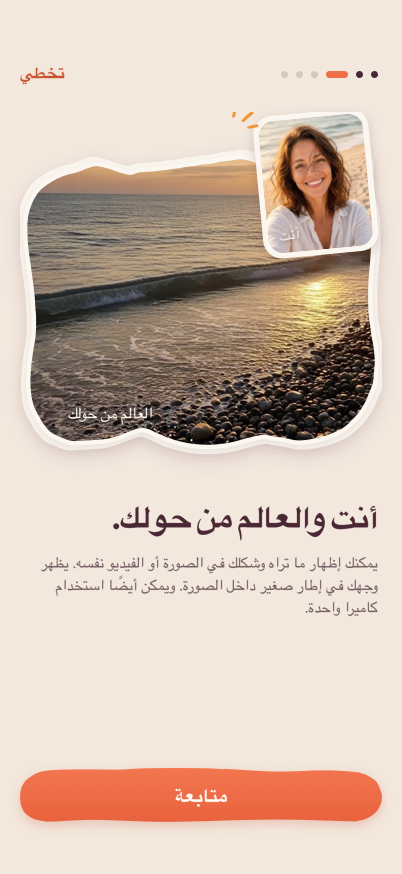 تخطي
أنت
العالم من حولك
أنت والعالم من حولك.
يمكنك إظهار ما تراه وشكلك في الصورة أو الفيديو نفسه. يظهر
وجهك في إطار صغير داخل الصورة. ويمكن أيضًا استخدام
كاميرا واحدة.
متابعة